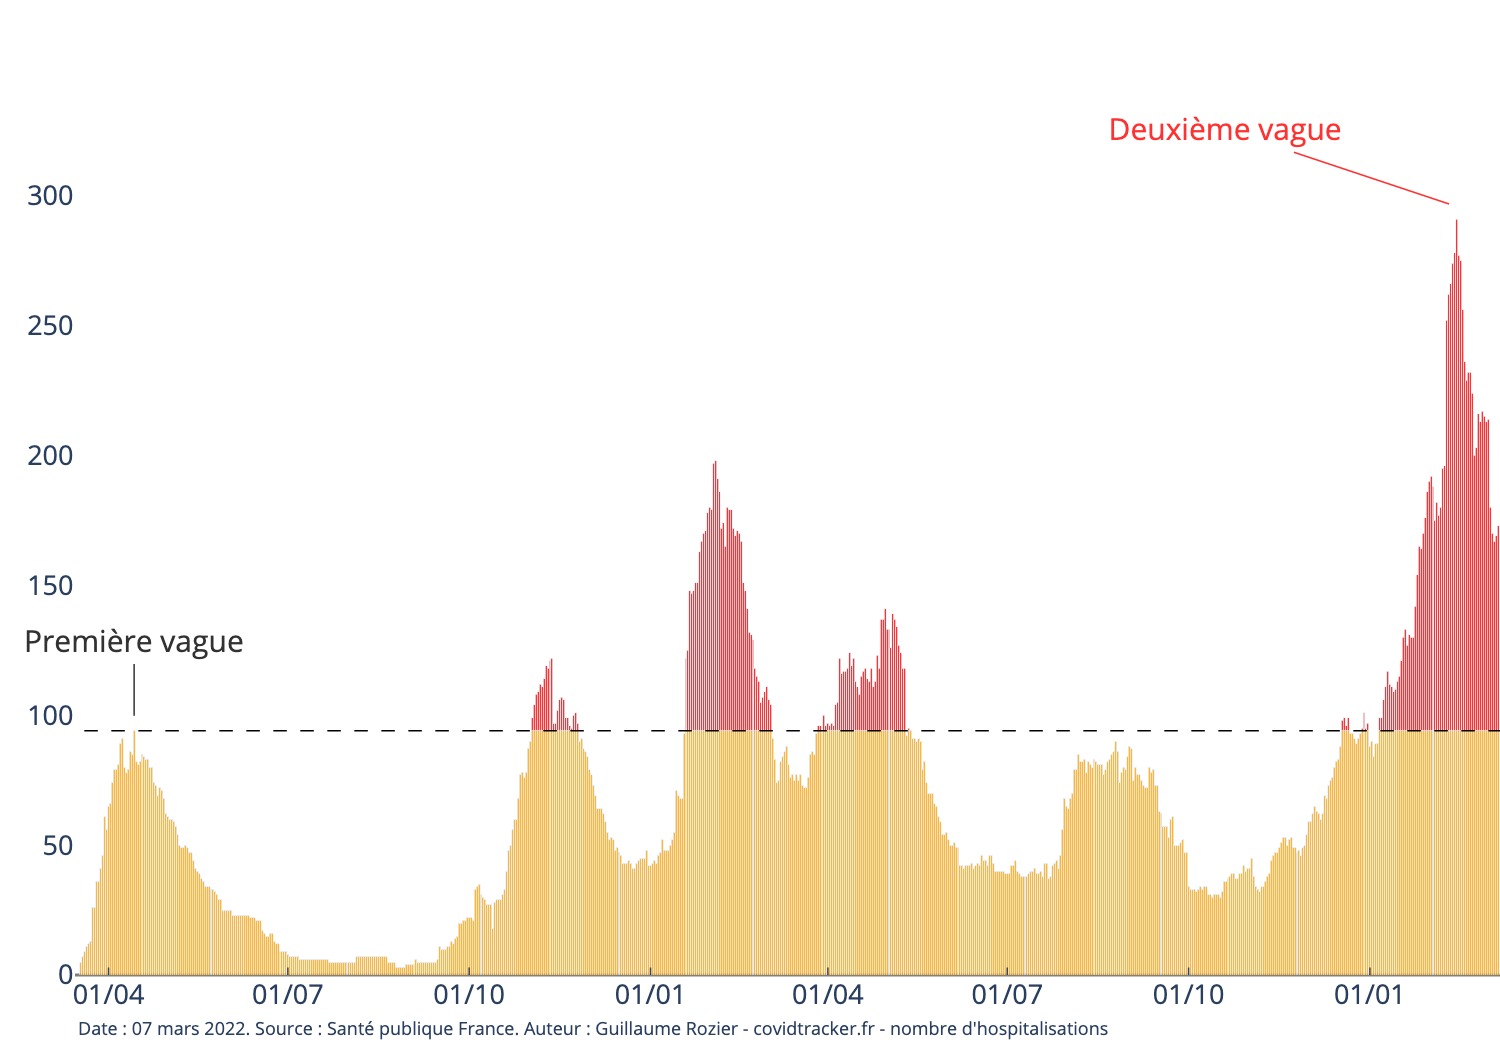 Deuxième vague
300
250
200
150
Première vague
100
50
0
01/04 01/07 01/10 01/01 01/04 01/07 01/10 01/01
Date : 07 mars 2022. Source : Santé publique France. Auteur : Guillaume Rozier - covidtracker.fr - nombre d'hospitalisations